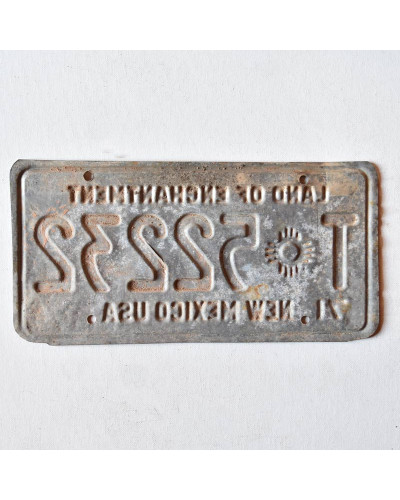 LAND OF ENCHANTMENT
T 52232
71 NEW MEXICO USA